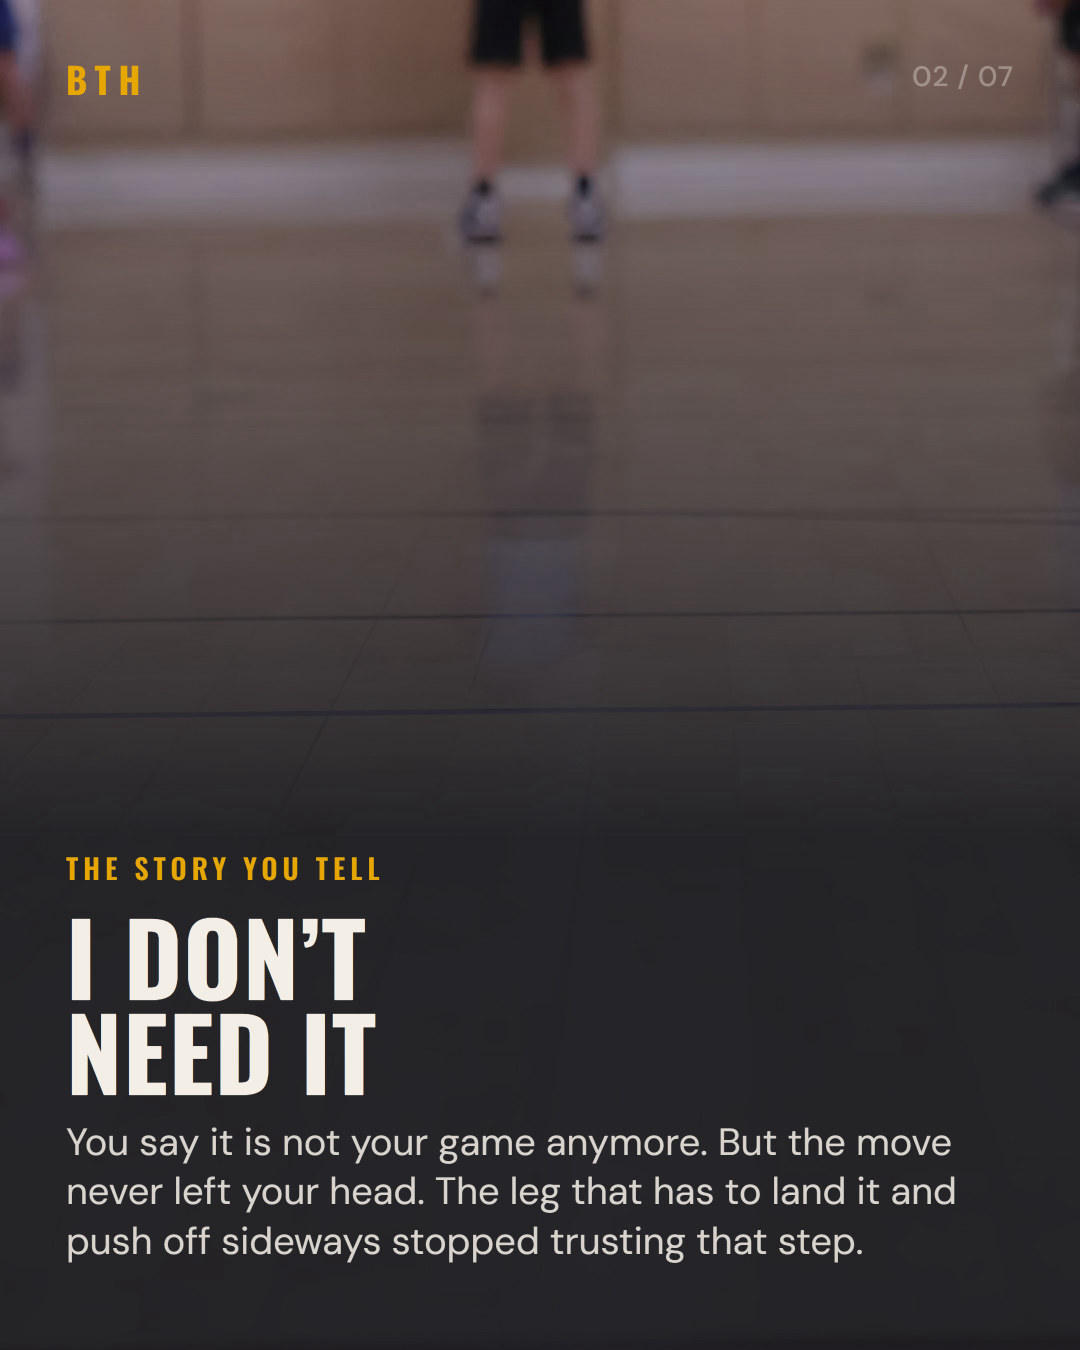 BTH
02 / 07
THE STORY YOU TELL
I DON’T
NEED IT
You say it is not your game anymore. But the move
never left your head. The leg that has to land it and
push off sideways stopped trusting that step.